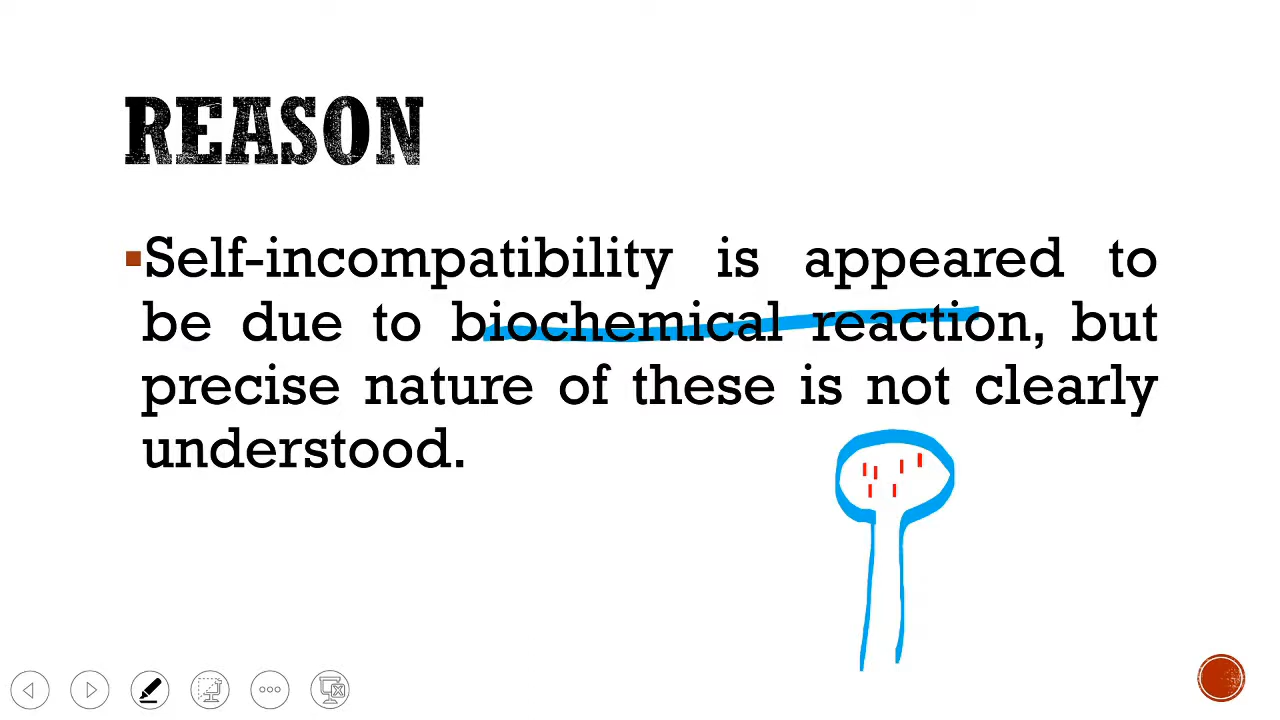 REASON
Self-incompatibility is appeared to
be due to biochemical reaction, but
precise nature of these is not clearly
understood.